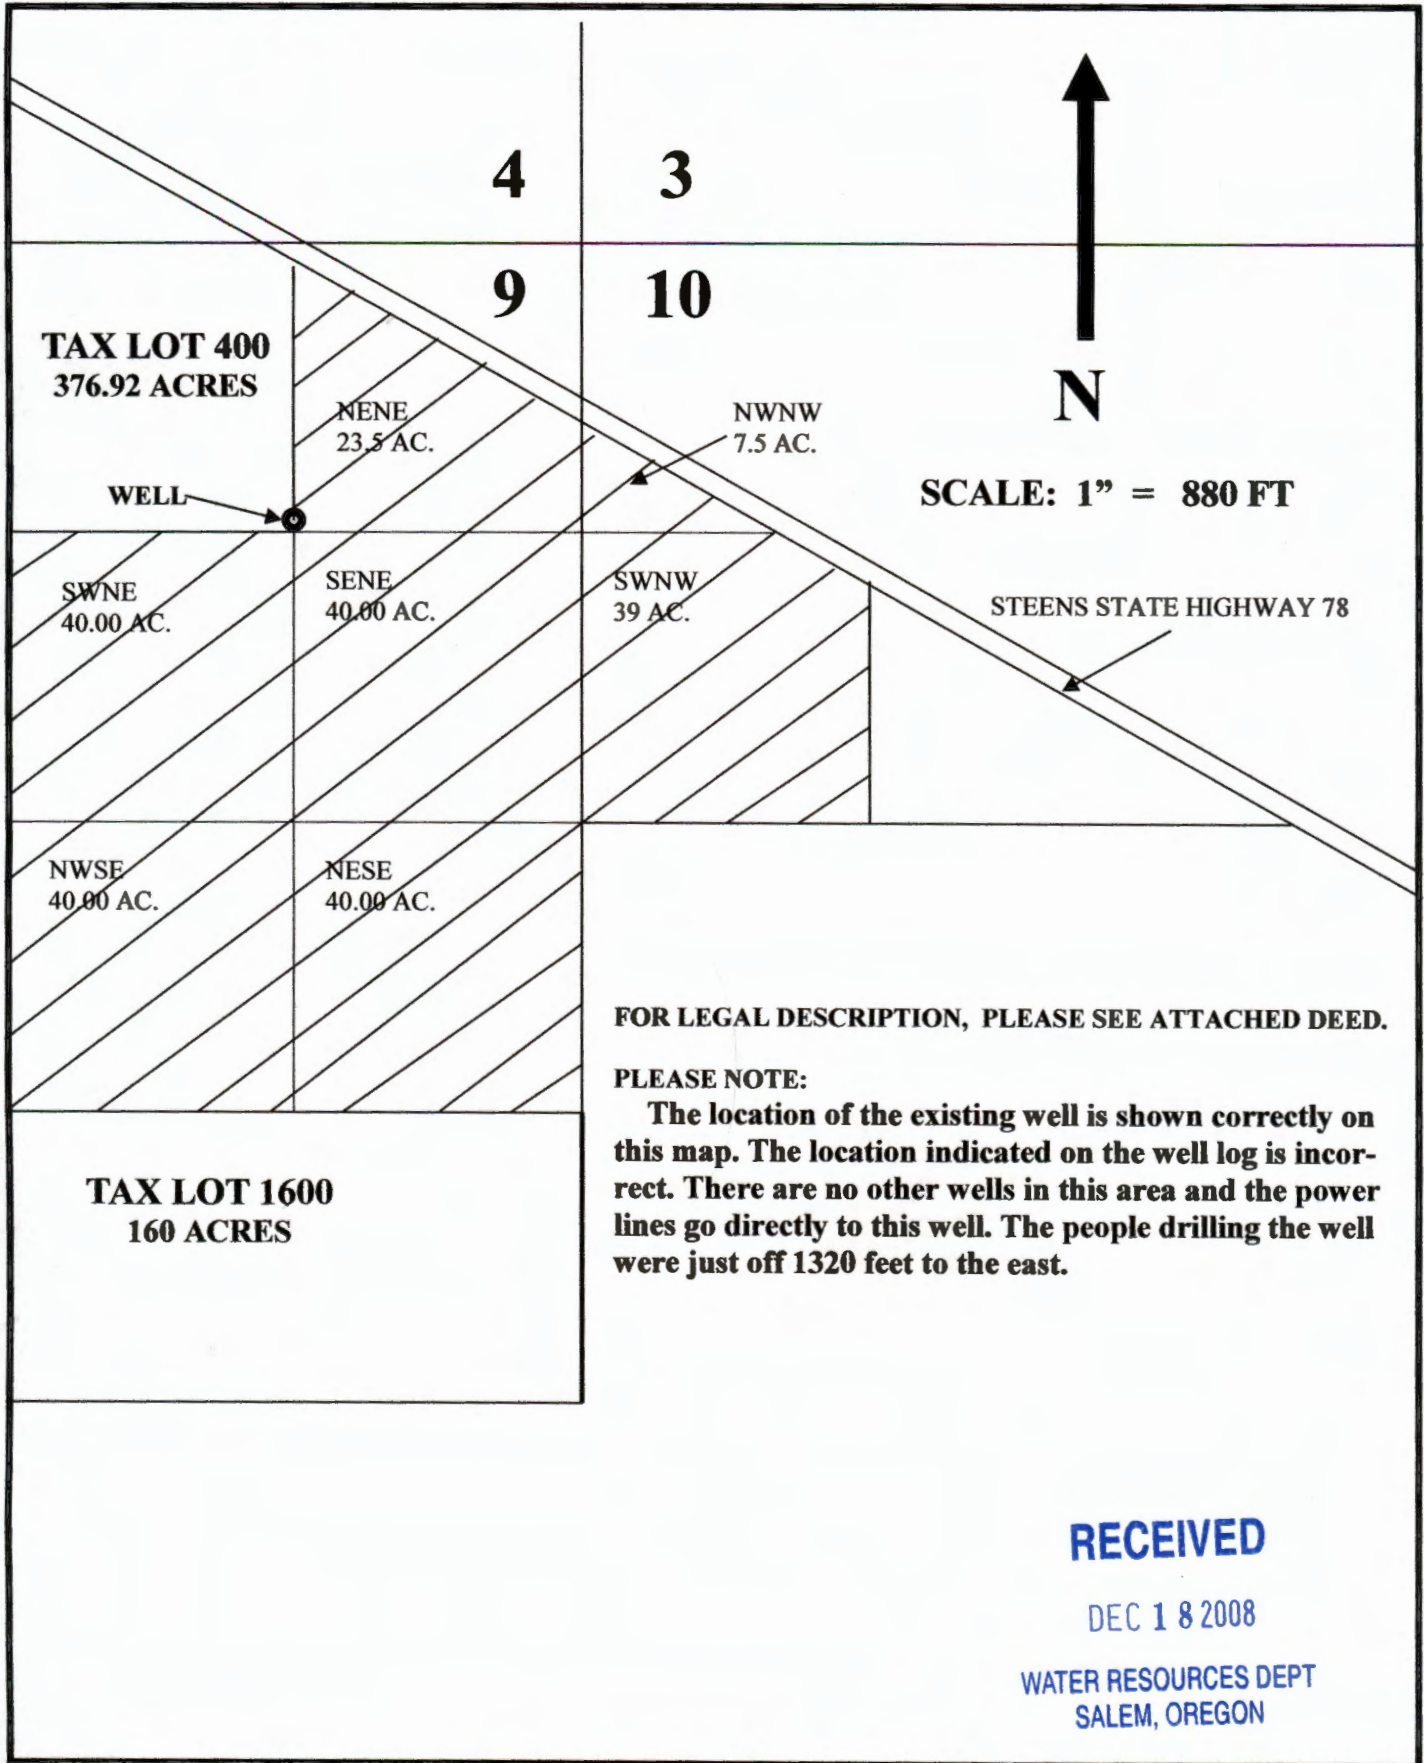 4
3
9
10
TAX LOT 400
376.92 ACRES
NENE
23.5 AC.
NWNW
7.5 AC.
N
WELL
SCALE: 1” = 880 FT
SWNE
40.00 AC.
SENE
40.00 AC.
SWNW
39 AC.
STEENS STATE HIGHWAY 78
NWSE
40.00 AC.
NESE
40.00 AC.
FOR LEGAL DESCRIPTION, PLEASE SEE ATTACHED DEED.
PLEASE NOTE:
The location of the existing well is shown correctly on
this map. The location indicated on the well log is incor-
rect. There are no other wells in this area and the power
lines go directly to this well. The people drilling the well
were just off 1320 feet to the east.
TAX LOT 1600
160 ACRES
RECEIVED
DEC 18 2008
WATER RESOURCES DEPT
SALEM, OREGON